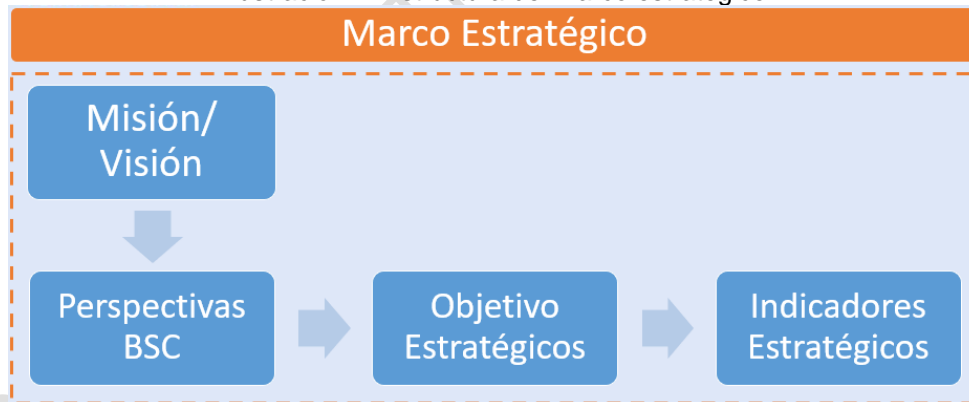 Marco Estratégico
Misión/
Visión
Perspectivas
BSC
Objetivo
Estratégicos
Indicadores
Estratégicos